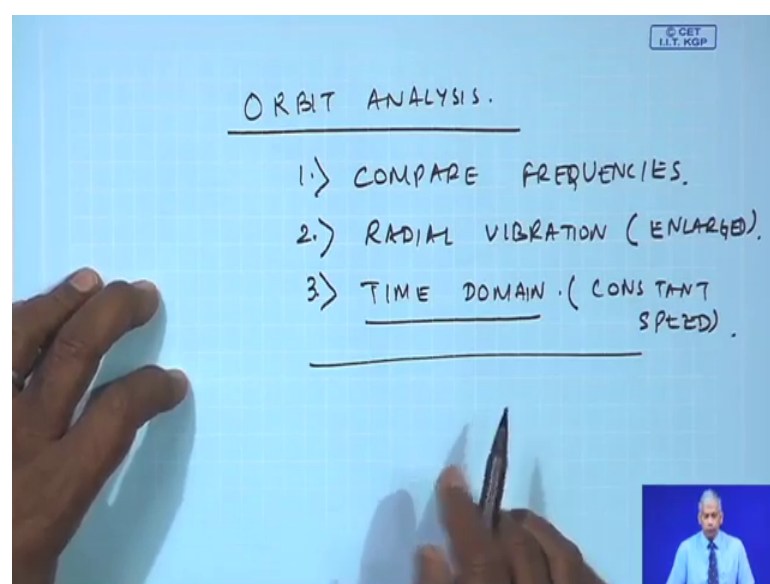 © CET
I.I.T. KGP
ORBIT ANALYSIS.
1.) COMPARE FREQUENCIES.
2.) RADIAL VIBRATION (ENLARGED).
3) TIME DOMAIN. (CONSTANT
SPEED).